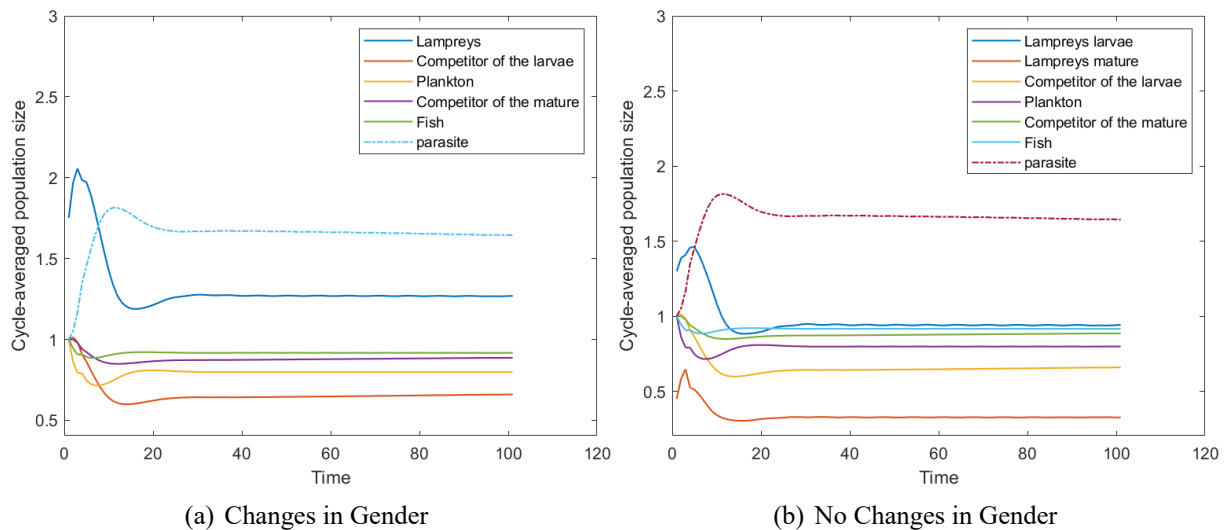 3
2.5
2
1.5
1
0.5
0
20
40
60
80
100
120
Cycle-averaged population size
Time
Lampreys
Competitor of the larvae
Plankton
Competitor of the mature
Fish
parasite
(a) Changes in Gender
3
2.5
2
1.5
1
0.5
0
20
40
60
80
100
120
Cycle-averaged population size
Time
Lampreys larvae
Lampreys mature
Competitor of the larvae
Plankton
Competitor of the mature
Fish
parasite
(b) No Changes in Gender